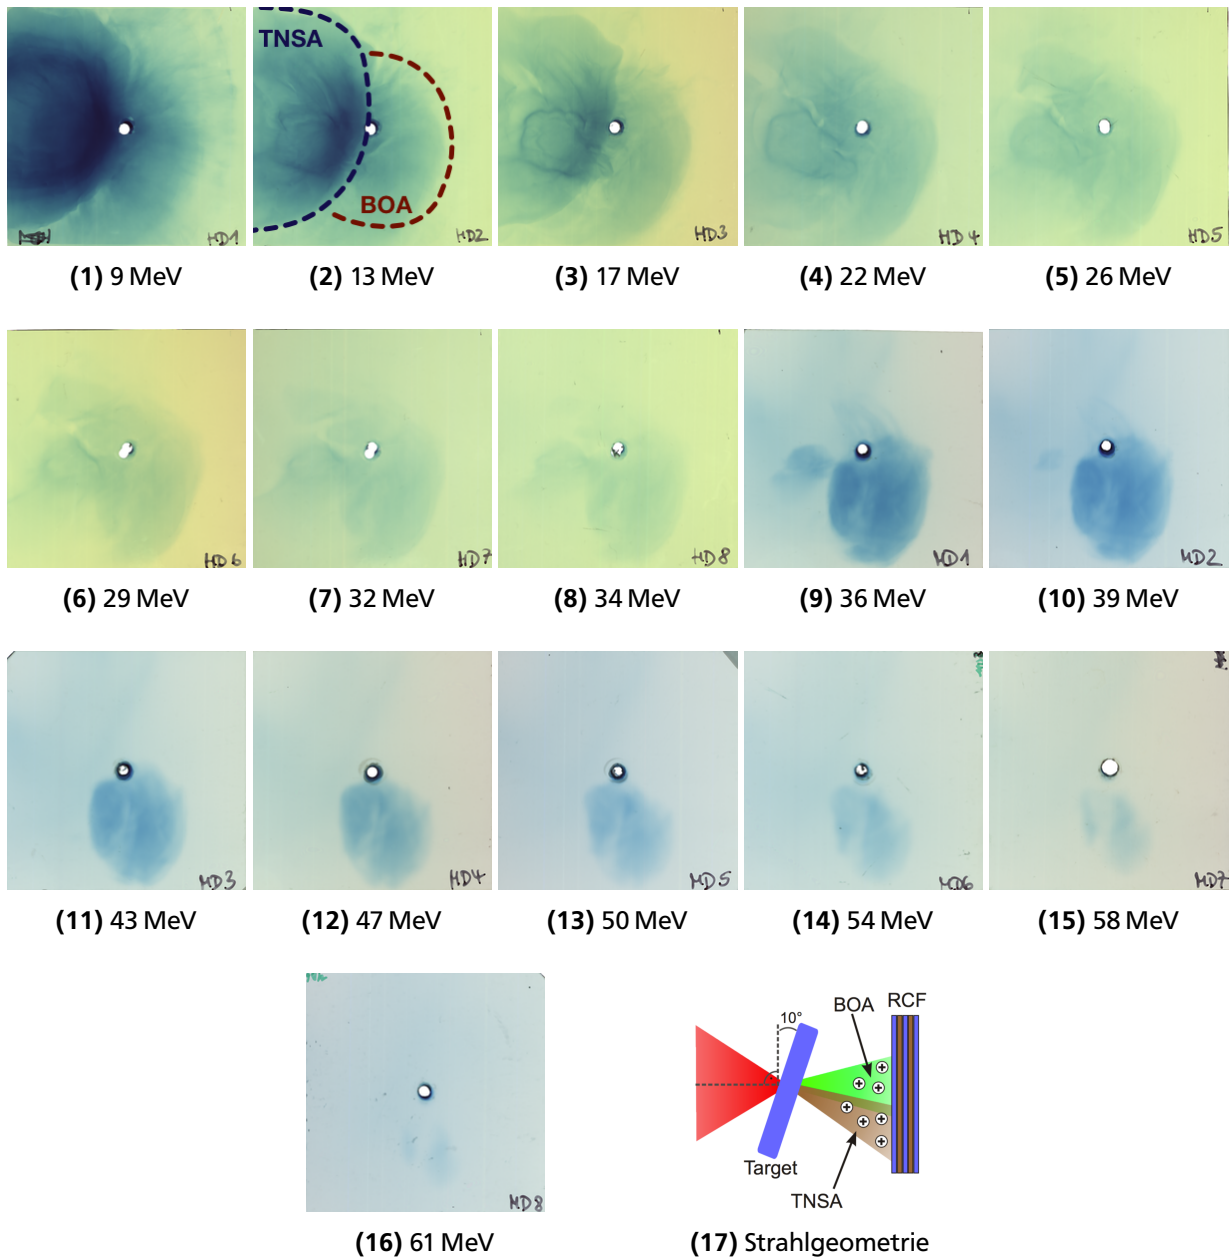 TNSA
BOA
HD1
HD2
HD3
HD4
HD5
(1) 9 MeV
(2) 13 MeV
(3) 17 MeV
(4) 22 MeV
(5) 26 MeV
HD6
HD7
HD8
MD1
MD2
(6) 29 MeV
(7) 32 MeV
(8) 34 MeV
(9) 36 MeV
(10) 39 MeV
MD3
MD4
MD5
MD6
MD7
(11) 43 MeV
(12) 47 MeV
(13) 50 MeV
(14) 54 MeV
(15) 58 MeV
MD8
10°
BOA
RCF
Target
TNSA
(16) 61 MeV
(17) Strahlgeometrie